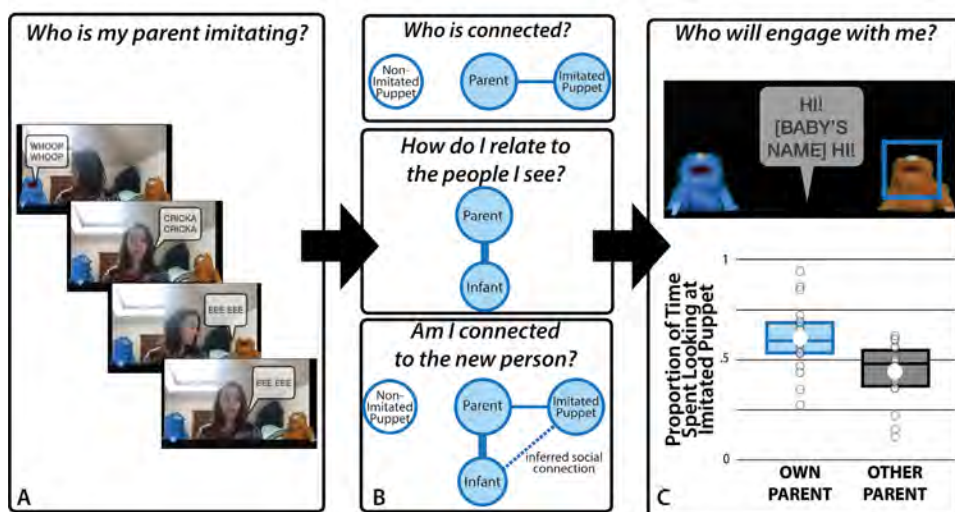 Who is my parent imitating?
WHOOP
WHOOP
CRICKA
CRICKA
EEE EEE
EEE EEE
A
Who is connected?
Non-
Imitated
Puppet
Parent
Imitated
Puppet
How do I relate to
the people I see?
Parent
Infant
Am I connected
to the new person?
Non-
Imitated
Puppet
Parent
Imitated
Puppet
inferred social
connection
Infant
B
Who will engage with me?
HI!
[BABY'S
NAME] HI!
Proportion of Time
Spent Looking at
Imitated Puppet
1
.5
0
OWN
PARENT
OTHER
PARENT
C